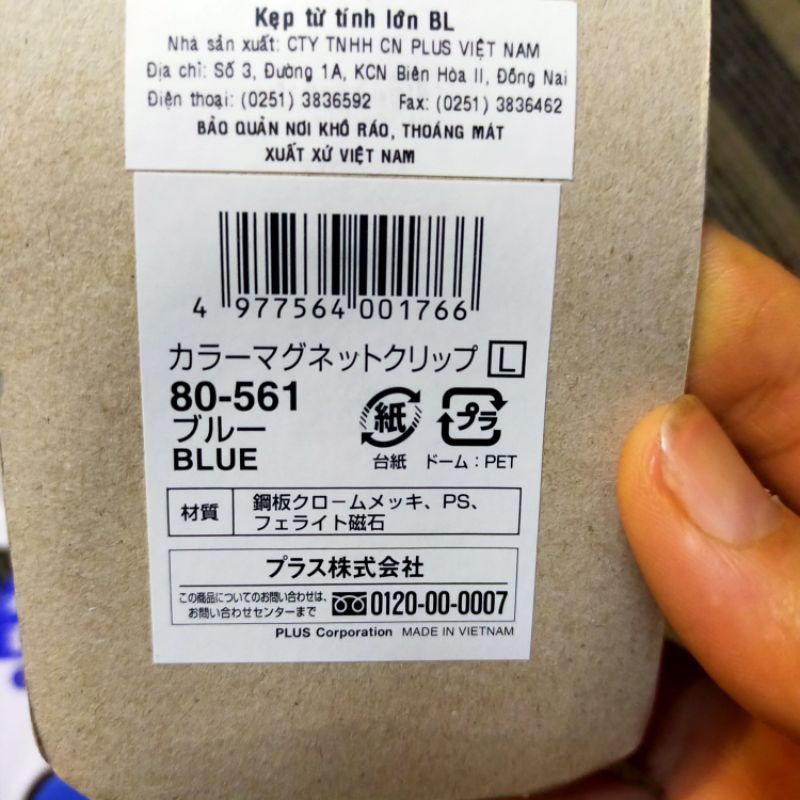 Kẹp từ tính lớn BL
Nhà sản xuất: CTY TNHH CN PLUS VIỆT NAM
Địa chỉ: Số 3, Đường 1A, KCN Biên Hòa II, Đồng Nai
Điện thoại: (0251) 3836592 Fax: (0251) 3836462
BẢO QUẢN NƠI KHÔ RÁO, THOÁNG MÁT
XUẤT XỨ VIỆT NAM
4 977564 001766
カラーマグネットクリップ L
80-561
ブルー
BLUE
紙 プラ
台紙 ドーム:PET
材質 鋼板クロームメッキ、PS、
フェライト磁石
プラス株式会社
この商品についてのお問い合わせは、
お問い合わせセンターまで 0120-00-0007
PLUS Corporation MADE IN VIETNAM